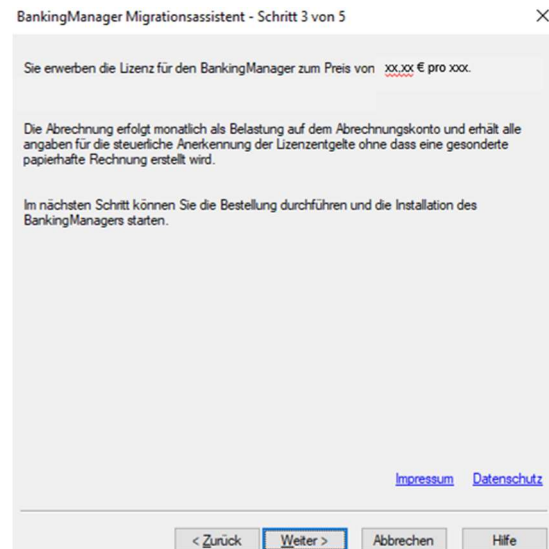 BankingManager Migrationsassistent - Schritt 3 von 5
Sie erwerben die Lizenz für den BankingManager zum Preis von xx,xx € pro xxx.
Die Abrechnung erfolgt monatlich als Belastung auf dem Abrechnungskonto und erhält alle
angaben für die steuerliche Anerkennung der Lizenzentgelte ohne dass eine gesonderte
papierhafte Rechnung erstellt wird.
Im nächsten Schritt können Sie die Bestellung durchführen und die Installation des
BankingManagers starten.
Impressum Datenschutz
< Zurück Weiter > Abbrechen Hilfe